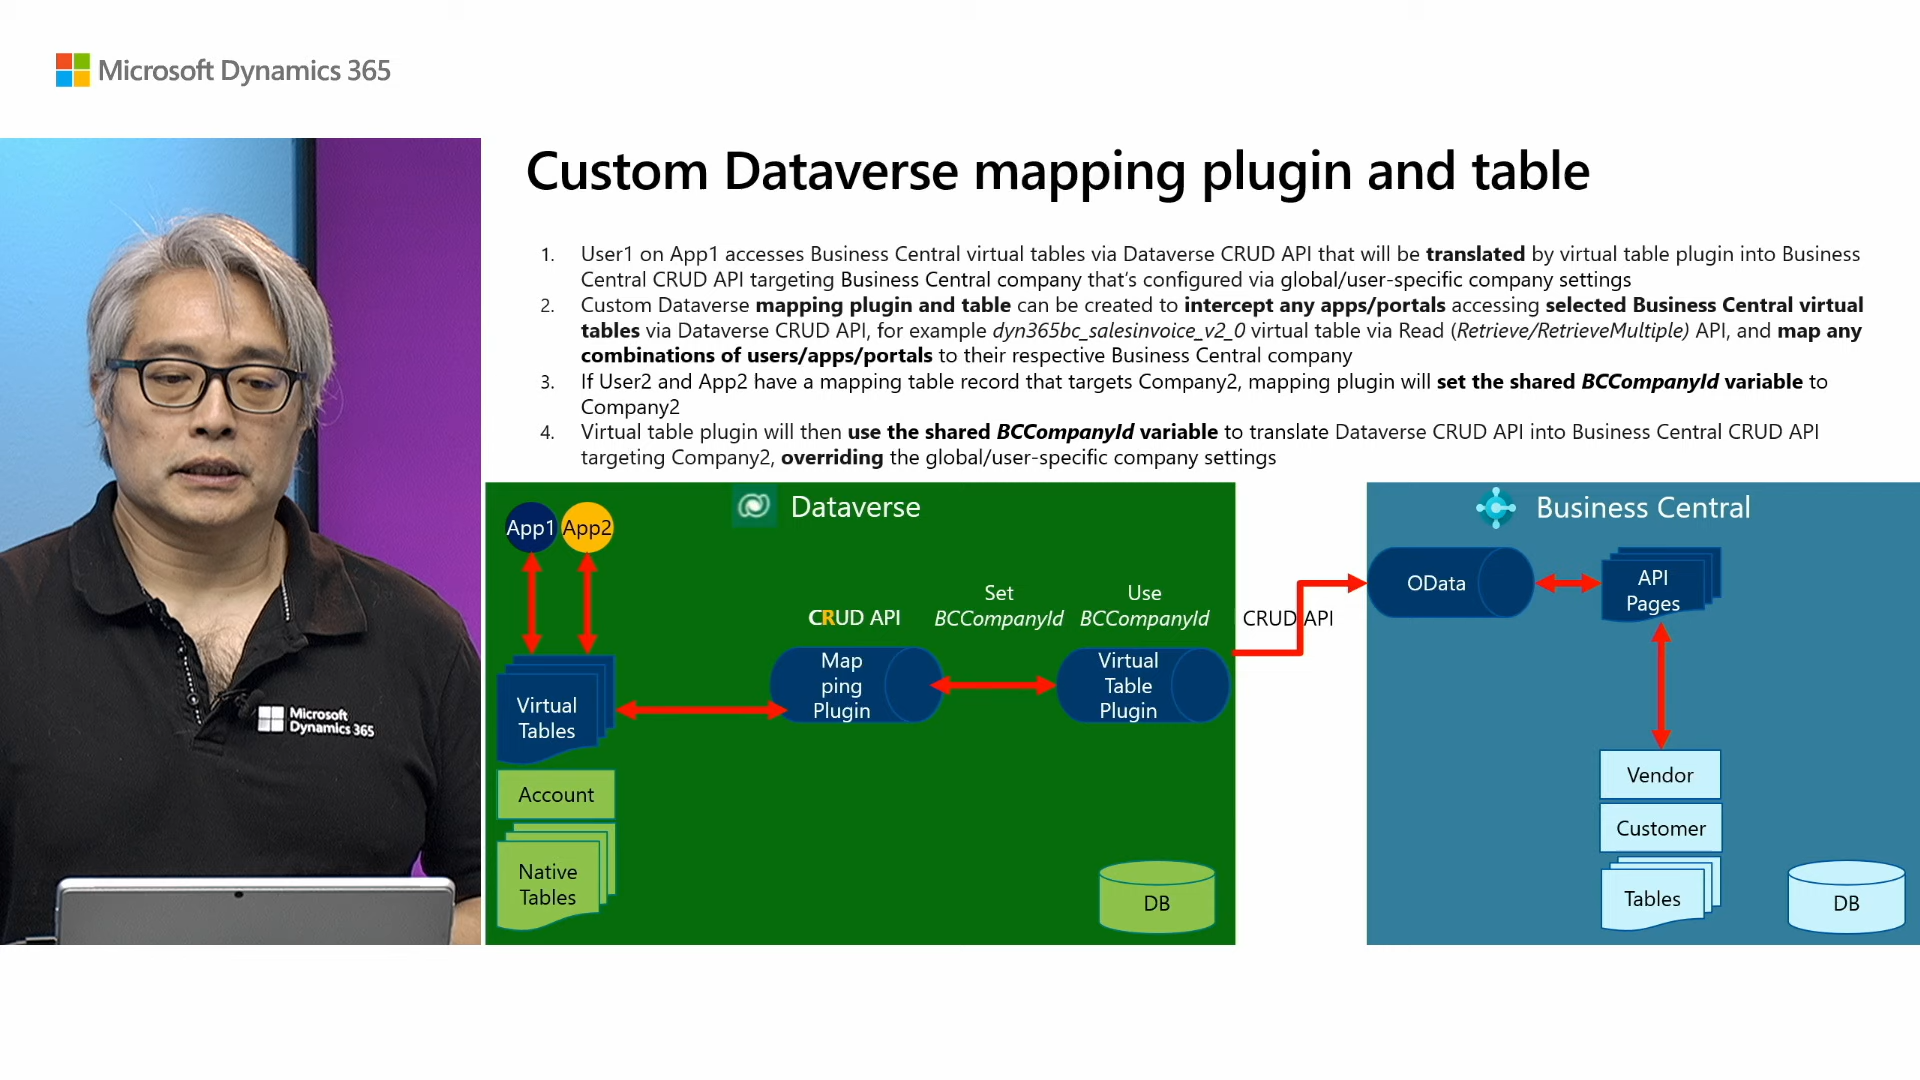 Microsoft Dynamics 365
Custom Dataverse mapping plugin and table
1. User1 on App1 accesses Business Central virtual tables via Dataverse CRUD API that will be translated by virtual table plugin into Business
Central CRUD API targeting Business Central company that's configured via global/user-specific company settings
2. Custom Dataverse mapping plugin and table can be created to intercept any apps/portals accessing selected Business Central virtual
tables via Dataverse CRUD API, for example dyn365bc_salesinvoice_v2_0 virtual table via Read (Retrieve/RetrieveMultiple) API, and map any
combinations of users/apps/portals to their respective Business Central company
3. If User2 and App2 have a mapping table record that targets Company2, mapping plugin will set the shared BCCompanyId variable to
Company2
4. Virtual table plugin will then use the shared BCCompanyId variable to translate Dataverse CRUD API into Business Central CRUD API
targeting Company2, overriding the global/user-specific company settings
Dataverse
App1
App2
CRUD API
Set
BCCompanyId
Use
BCCompanyId
CRUD API
Virtual
Tables
Map
ping
Plugin
Virtual
Table
Plugin
Account
Native
Tables
DB
Business Central
OData
API
Pages
Vendor
Customer
Tables
DB
Microsoft
Dynamics 365